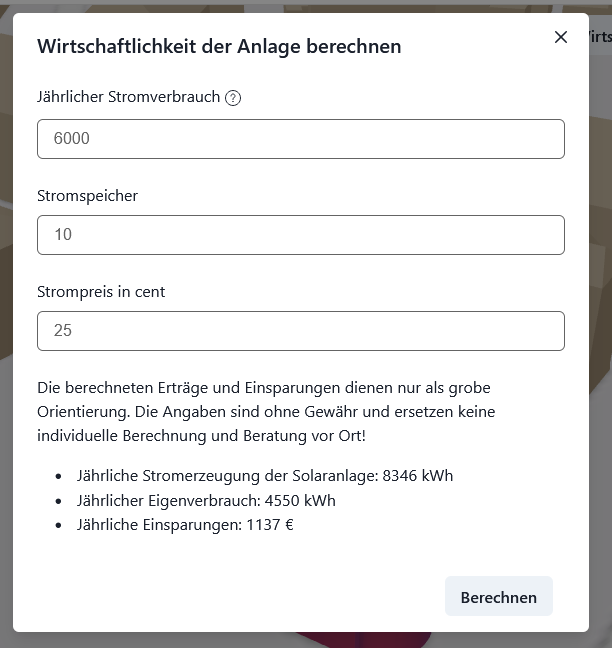 Wirtschaftlichkeit der Anlage berechnen
Jährlicher Stromverbrauch ?
6000
Stromspeicher
10
Strompreis in cent
25
Die berechneten Erträge und Einsparungen dienen nur als grobe
Orientierung. Die Angaben sind ohne Gewähr und ersetzen keine
individuelle Berechnung und Beratung vor Ort!
• Jährliche Stromerzeugung der Solaranlage: 8346 kWh
• Jährlicher Eigenverbrauch: 4550 kWh
• Jährliche Einsparungen: 1137 €
Berechnen